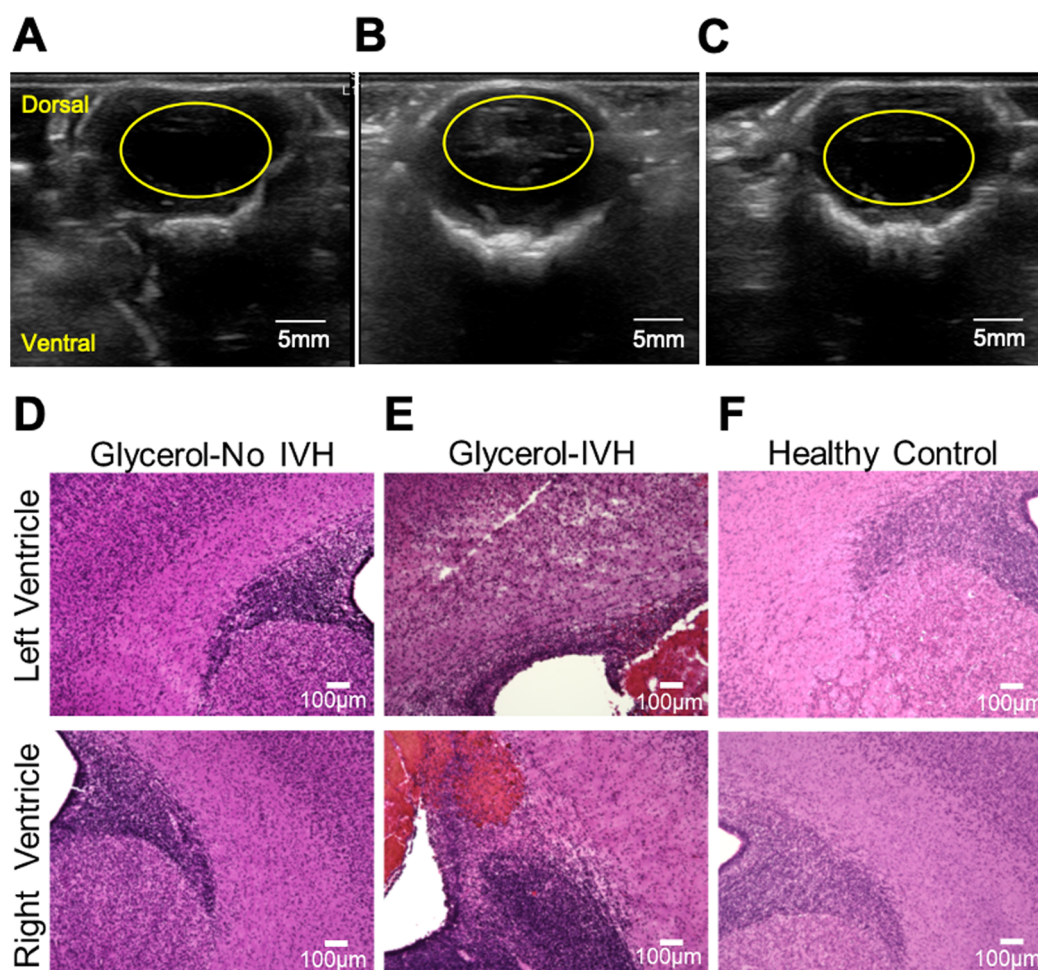 A
B
C
Dorsal
Ventral
5mm
5mm
5mm
D
E
F
Glycerol-No IVH
Glycerol-IVH
Healthy Control
Left Ventricle
100µm
100µm
100µm
Right Ventricle
100µm
100µm
100µm